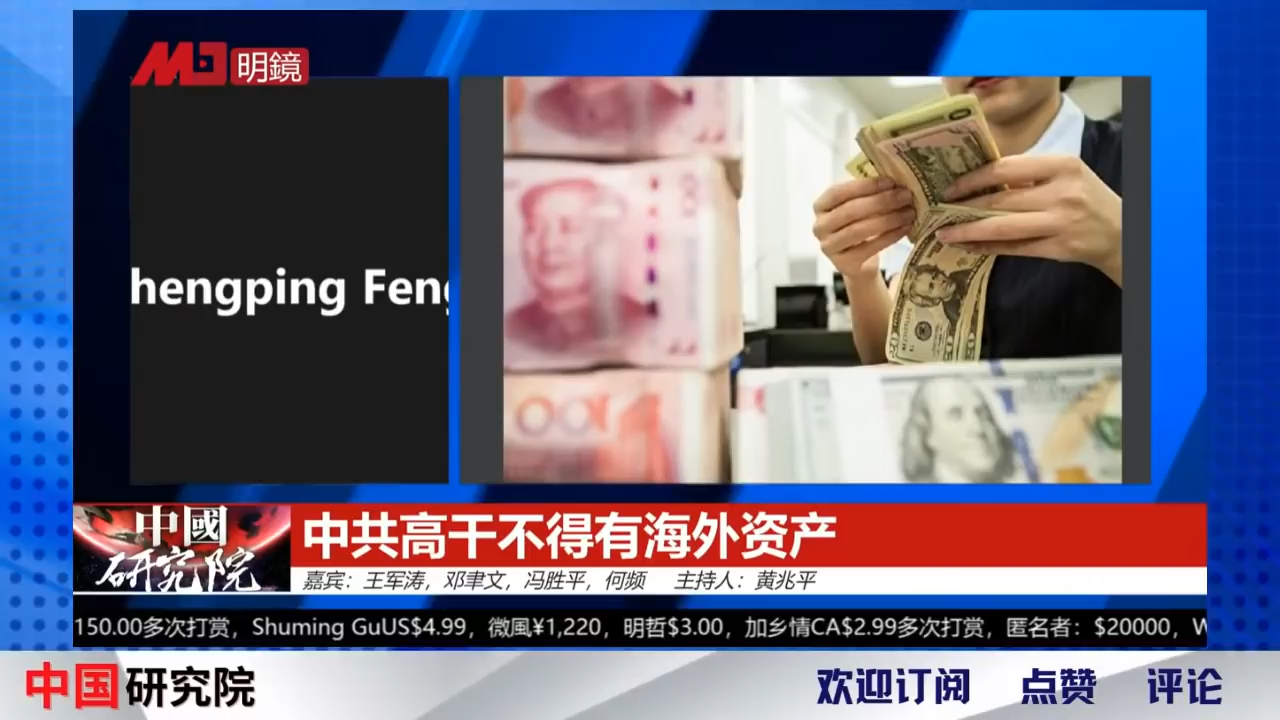 明鏡
hengping Feng
中國
研究院
中共高干不得有海外资产
嘉宾：王军涛，邓聿文，冯胜平，何频 主持人：黄兆平
150.00多次打赏，Shuming GuUS$4.99，微風¥1,220，明哲$3.00，加乡情CA$2.99多次打赏，匿名者：$20000，W
中国研究院
欢迎订阅 点赞 评论